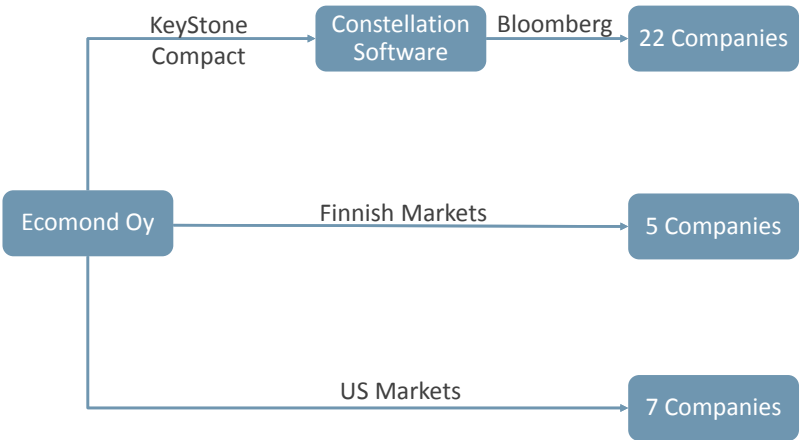 KeyStone
Compact
Constellation
Software
Bloomberg
22 Companies
Ecomond Oy
Finnish Markets
5 Companies
US Markets
7 Companies